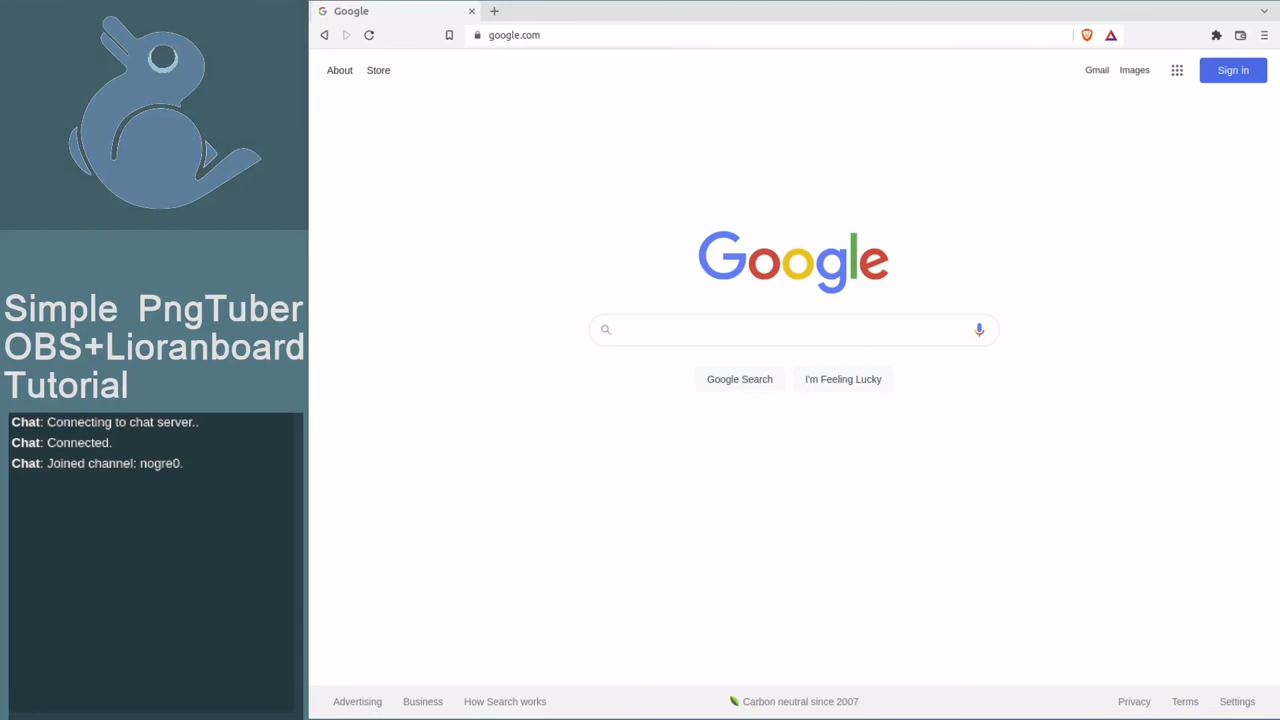 Google
google.com
About Store
Gmail Images
Sign in
Google
Google Search I'm Feeling Lucky
Simple PngTuber
OBS+Lioranboard
Tutorial
Chat: Connecting to chat server..
Chat: Connected.
Chat: Joined channel: nogre0.
Advertising Business How Search works
Carbon neutral since 2007
Privacy Terms Settings